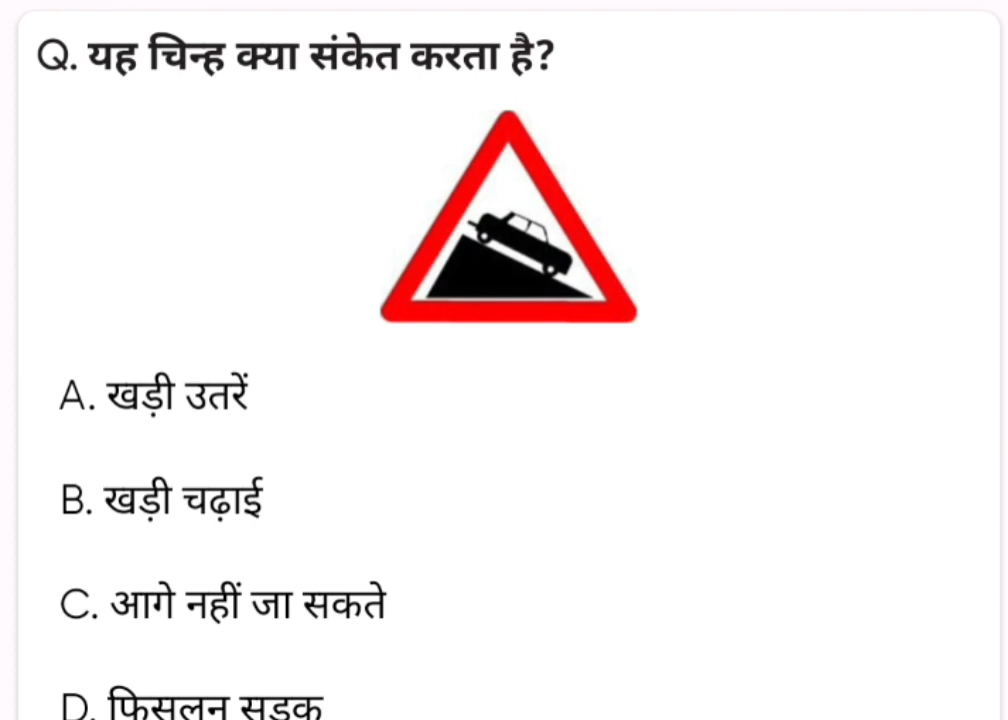 Q. यह चिन्ह क्या संकेत करता है?
A. खड़ी उतरें
B. खड़ी चढ़ाई
C. आगे नहीं जा सकते
D. फिसलन सड़क